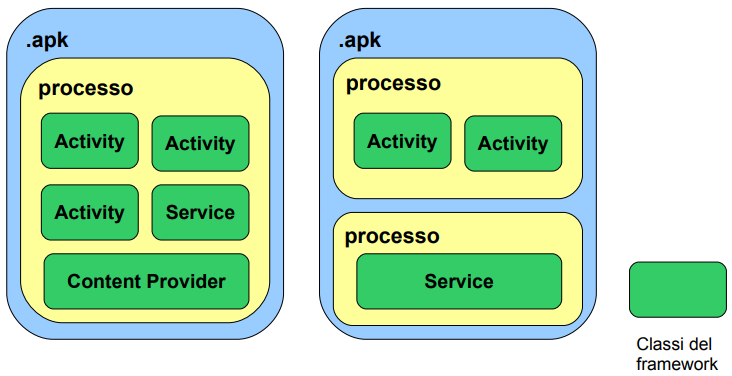 .apk
processo
Activity
Activity
Activity
Service
Content Provider
.apk
processo
Activity
Activity
processo
Service
Classi del
framework